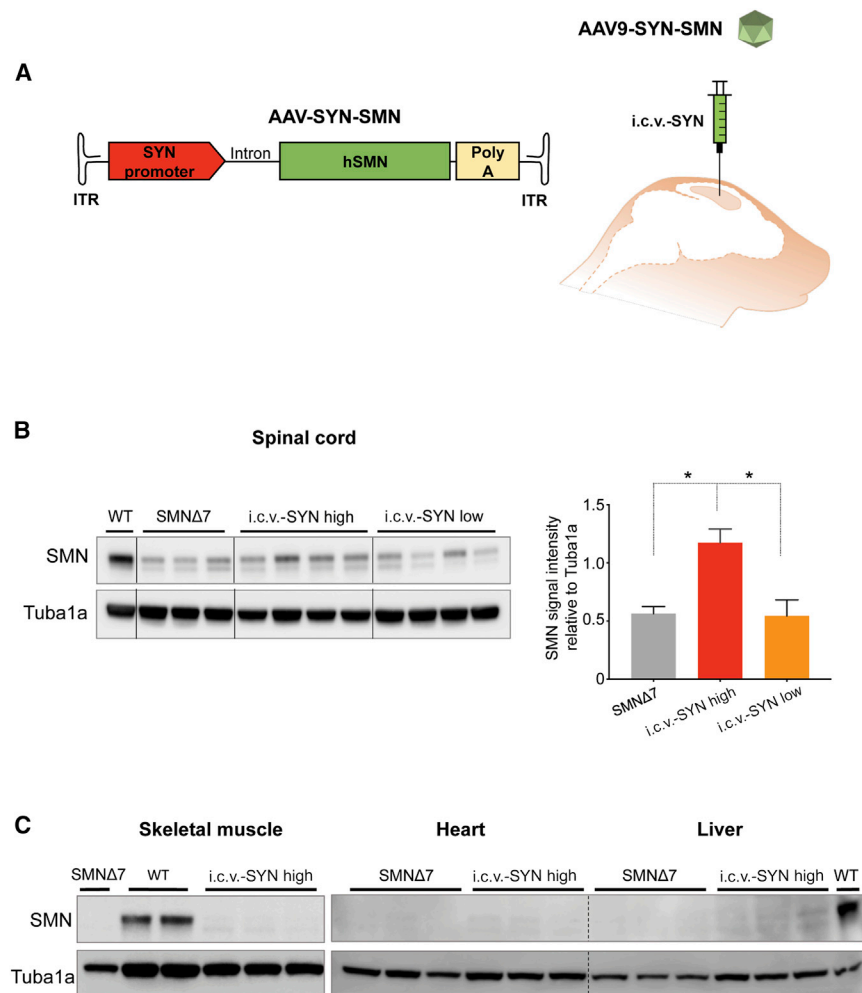 AAV9-SYN-SMN
A
AAV-SYN-SMN
i.c.v.-SYN
SYN promoter
Intron
hSMN
Poly A
ITR
ITR
B
Spinal cord
WT SMNΔ7 i.c.v.-SYN high i.c.v.-SYN low
SMN
Tuba1a
SMN signal intensity
relative to Tuba1a
1.5
1.0
0.5
0
* *
SMNΔ7
i.c.v.-SYN high
i.c.v.-SYN low
C
Skeletal muscle Heart Liver
SMNΔ7 WT i.c.v.-SYN high SMNΔ7 i.c.v.-SYN high SMNΔ7 i.c.v.-SYN high WT
SMN
Tuba1a